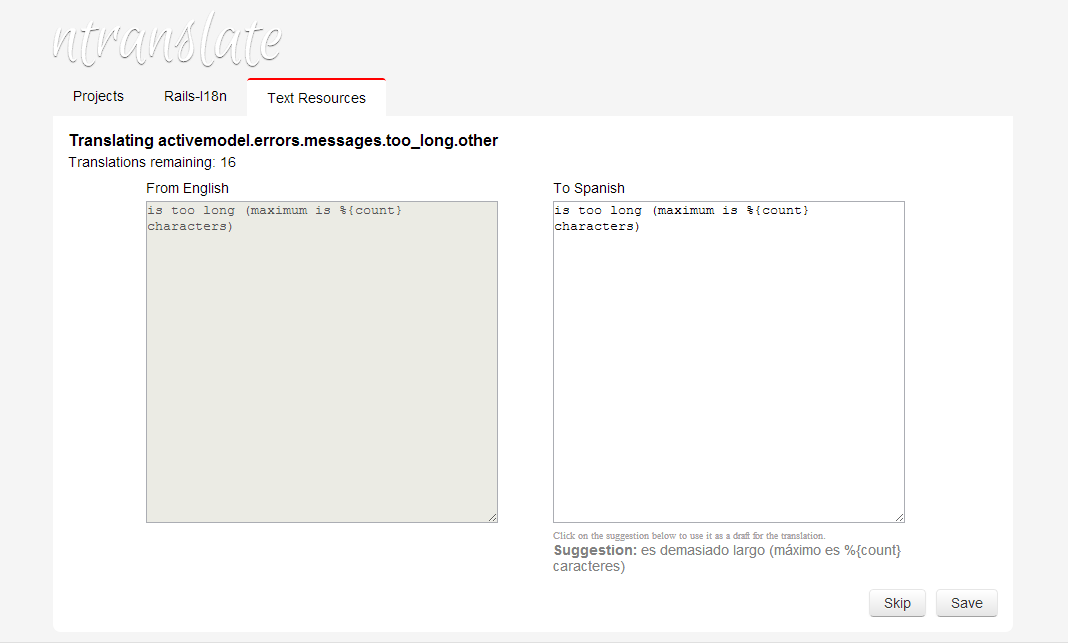 ntranslate
Projects Rails-I18n Text Resources
Translating activemodel.errors.messages.too_long.other
Translations remaining: 16
From English
is too long (maximum is %{count}
characters)
To Spanish
is too long (maximum is %{count}
characters)
Click on the suggestion below to use it as a draft for the translation.
Suggestion: es demasiado largo (máximo es %{count}
caracteres)
Skip Save